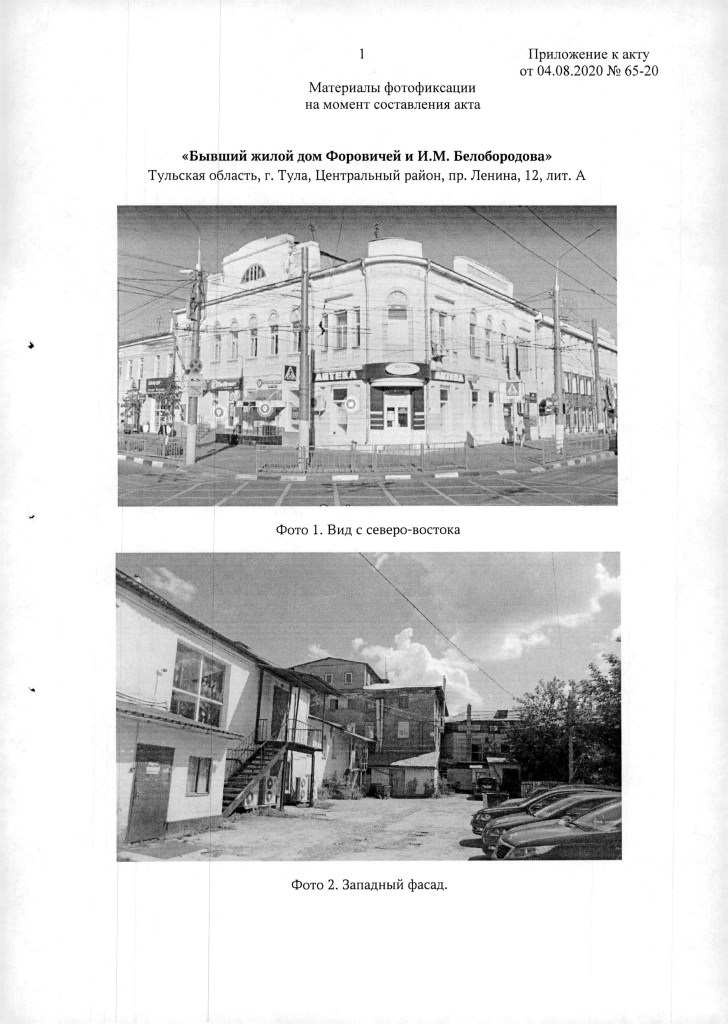 1
Приложение к акту
от 04.08.2020 № 65-20
Материалы фотофиксации
на момент составления акта
«Бывший жилой дом Форовичей и И.М. Белобородова»
Тульская область, г. Тула, Центральный район, пр. Ленина, 12, лит. А
АПТЕКА
Фото 1. Вид с северо-востока
Фото 2. Западный фасад.